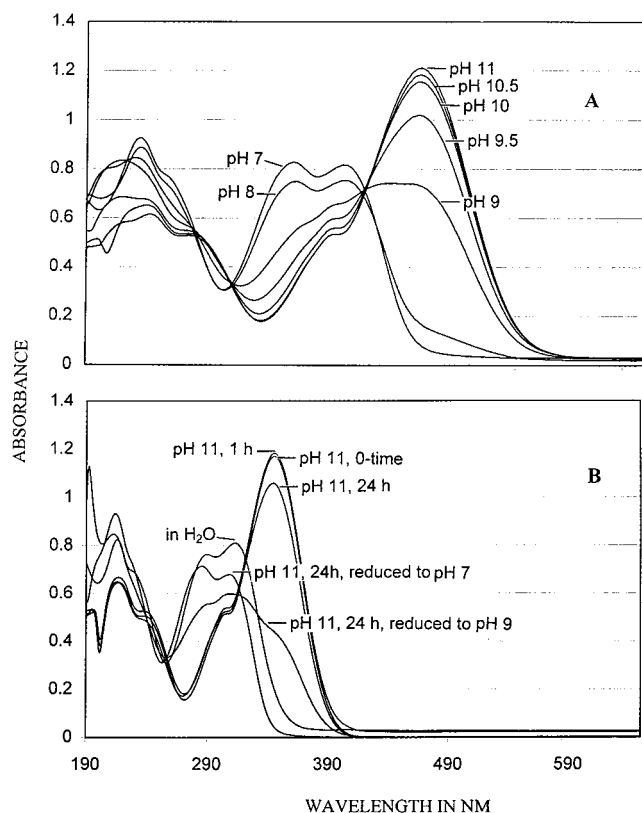 1.4
1.2
1
0.8
0.6
0.4
0.2
0
pH 11
pH 10.5
pH 10
A
pH 9.5
pH 7
pH 8
pH 9
ABSORBANCE
1.4
1.2
1
0.8
0.6
0.4
0.2
0
pH 11, 1 h
pH 11, 0-time
pH 11, 24 h
B
in H₂O
pH 11, 24h, reduced to pH 7
pH 11, 24 h, reduced to pH 9
190 290 390 490 590
WAVELENGTH IN NM